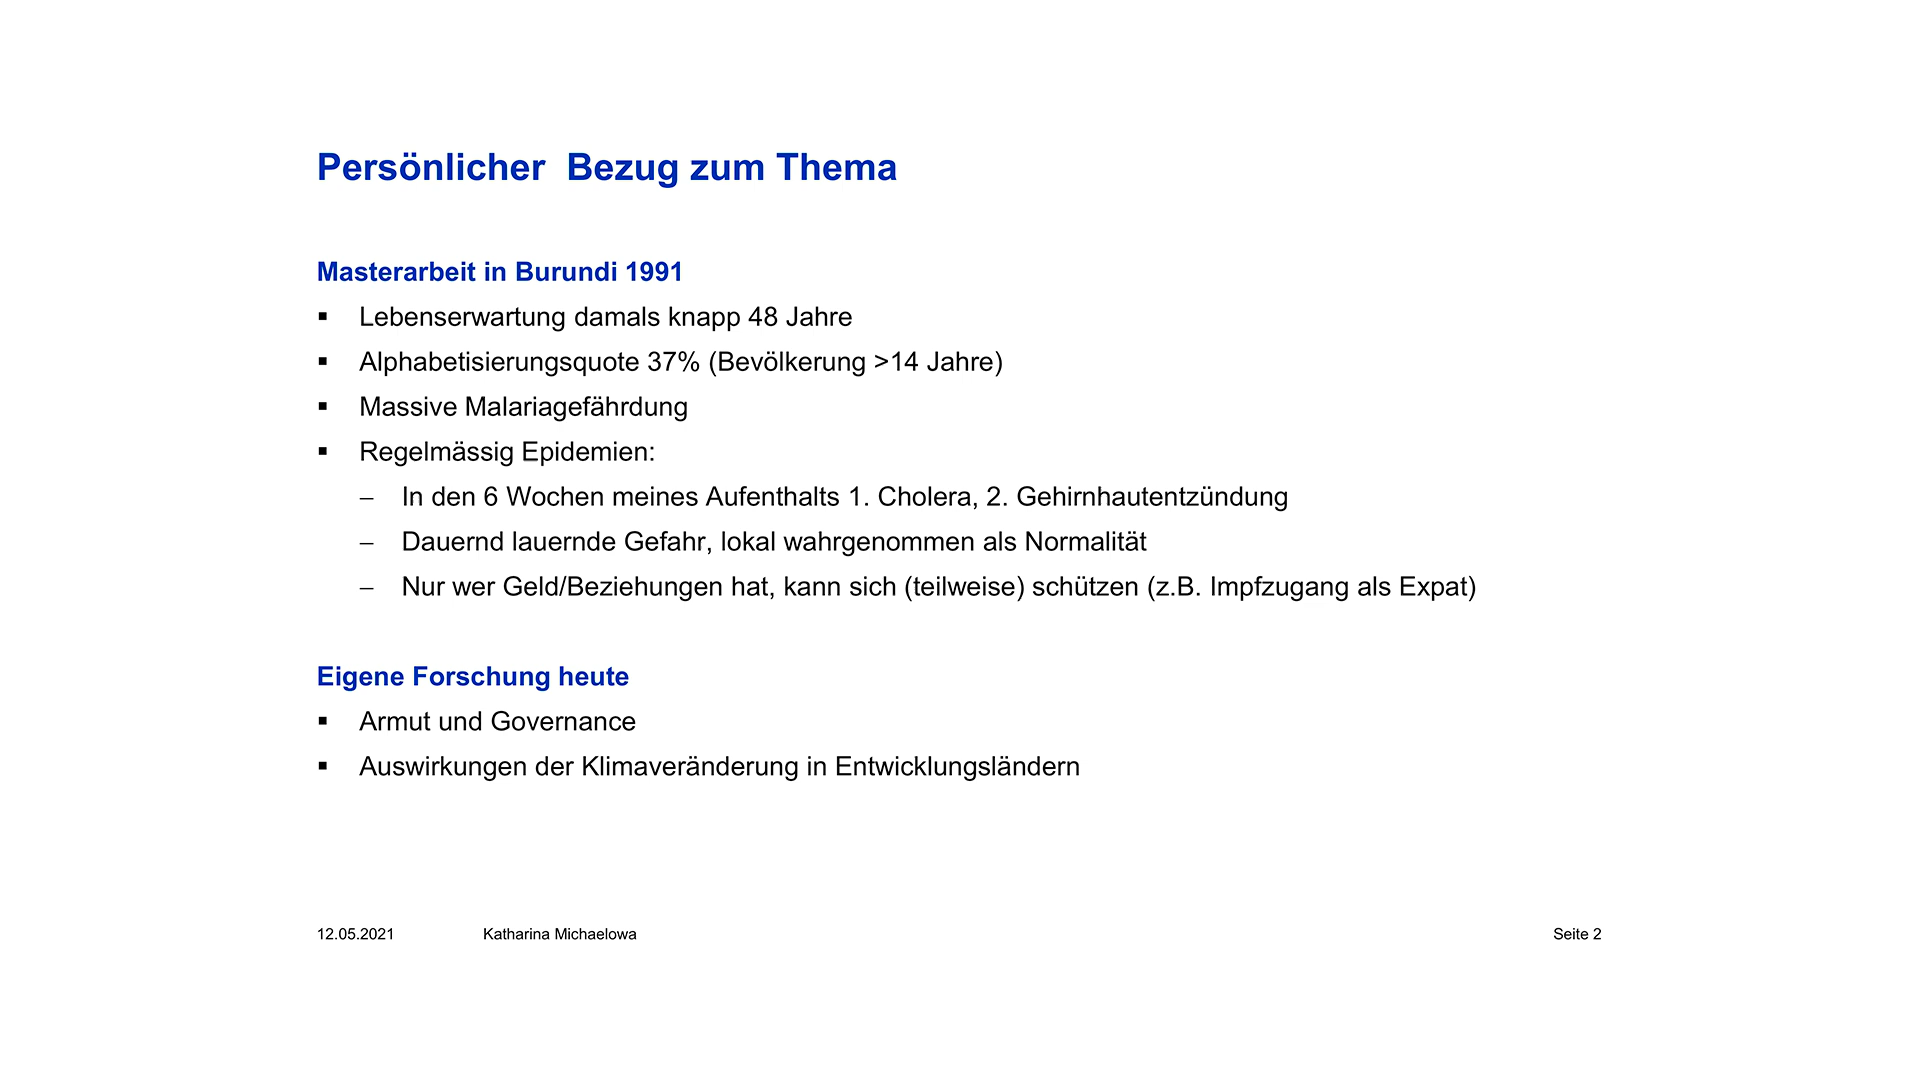 Persönlicher  Bezug zum Thema
Masterarbeit in Burundi 1991
▪ Lebenserwartung damals knapp 48 Jahre
▪ Alphabetisierungsquote 37% (Bevölkerung >14 Jahre)
▪ Massive Malariagefährdung
▪ Regelmässig Epidemien:
– In den 6 Wochen meines Aufenthalts 1. Cholera, 2. Gehirnhautentzündung
– Dauernd lauernde Gefahr, lokal wahrgenommen als Normalität
– Nur wer Geld/Beziehungen hat, kann sich (teilweise) schützen (z.B. Impfzugang als Expat)
Eigene Forschung heute
▪ Armut und Governance
▪ Auswirkungen der Klimaveränderung in Entwicklungsländern
12.05.2021 Katharina Michaelowa Seite 2